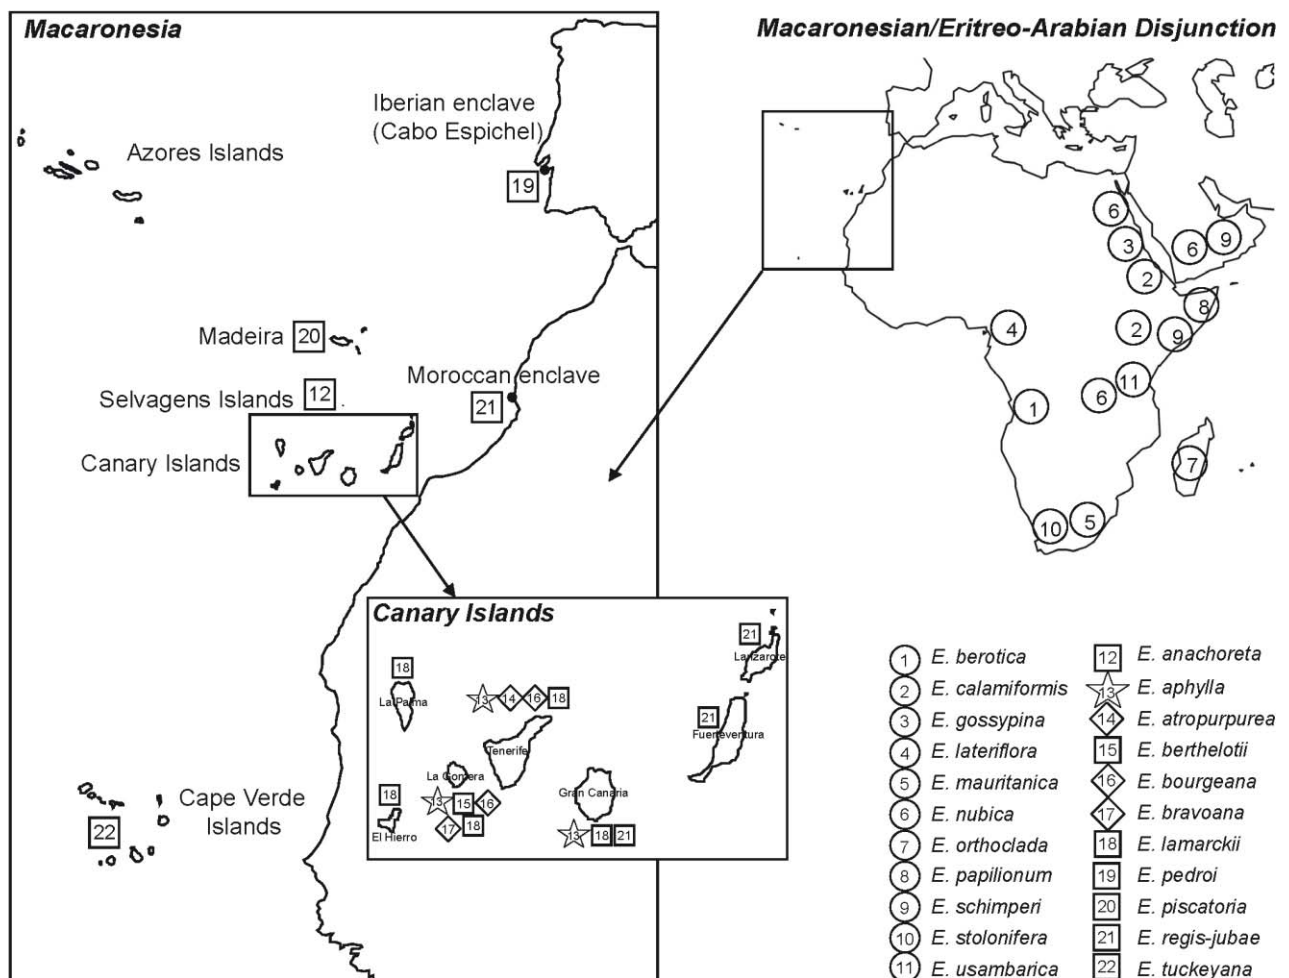 Macaronesia
Iberian enclave
(Cabo Espichel)
Azores Islands
19
Madeira 20
Moroccan enclave
Selvagens Islands 12
21
Canary Islands
Cape Verde
Islands
22
Canary Islands
21
Lanzarote
18
La Palma
13 14 16 18
21
Fuerteventura
Tenerife
La Gomera
18
13 15 16
17 18
El Hierro
Gran Canaria
13 18 21
Macaronesian/Eritreo-Arabian Disjunction
6
3
6
9
2
8
4
2
9
11
6
1
7
10
5
1 E. berotica
2 E. calamiformis
3 E. gossypina
4 E. lateriflora
5 E. mauritanica
6 E. nubica
7 E. orthoclada
8 E. papilionum
9 E. schimperi
10 E. stolonifera
11 E. usambarica
12 E. anachoreta
13 E. aphylla
14 E. atropurpurea
15 E. berthelotii
16 E. bourgeana
17 E. bravoana
18 E. lamarckii
19 E. pedroi
20 E. piscatoria
21 E. regis-jubae
22 E. tuckeyana